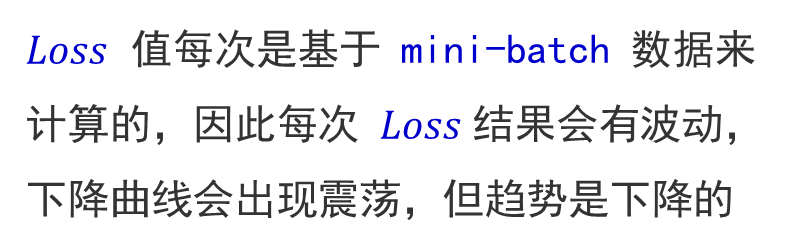 Loss 值每次是基于 mini-batch 数据来
计算的，因此每次 Loss 结果会有波动，
下降曲线会出现震荡，但趋势是下降的